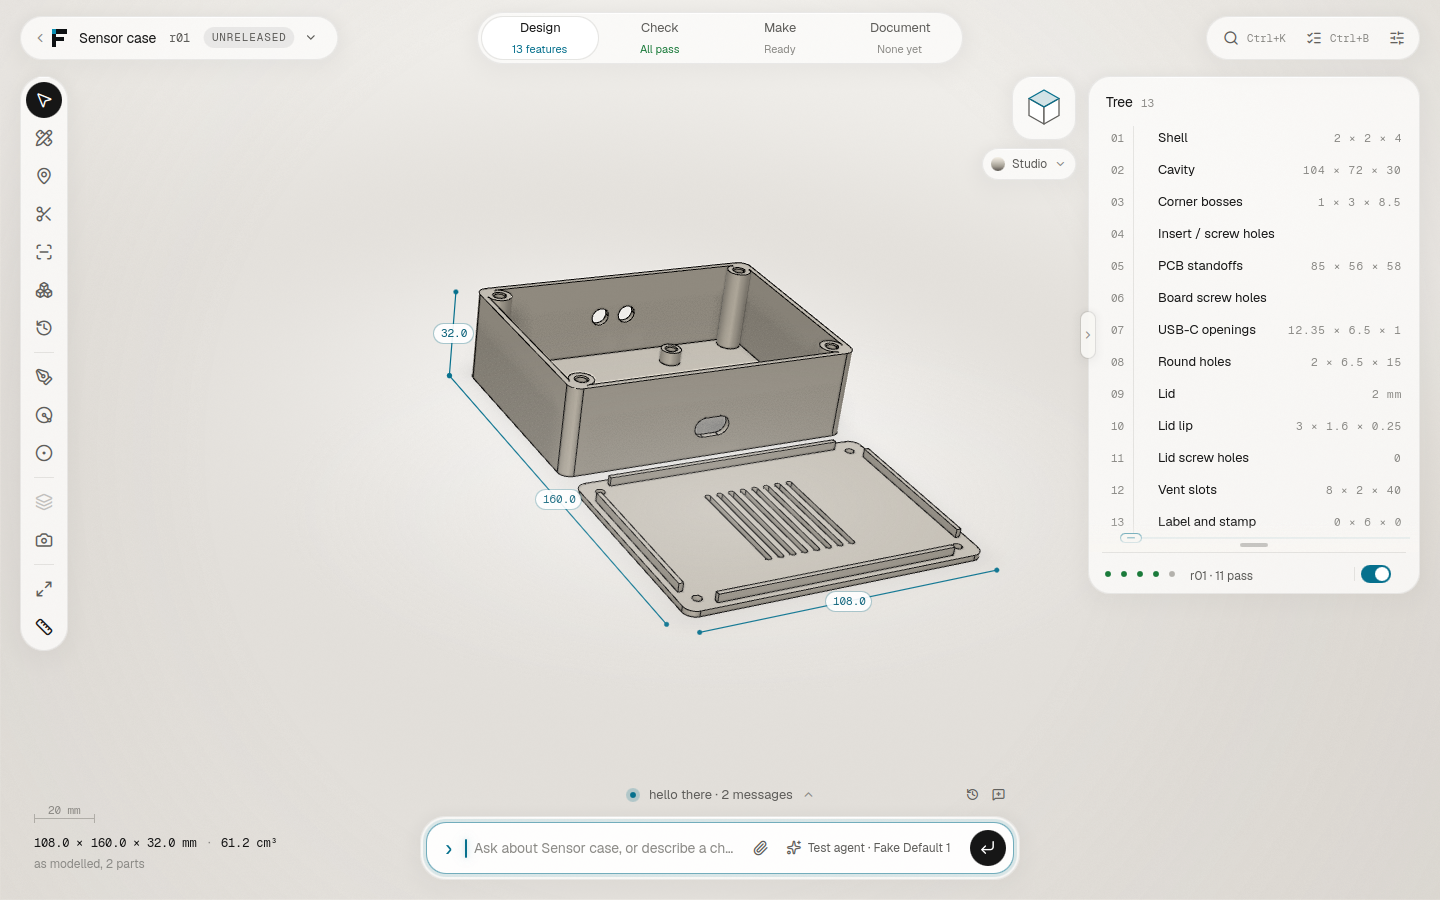 Sensor case r01 UNRELEASED
Design
13 features
Check
All pass
Make
Ready
Document
None yet
Ctrl+K
Ctrl+B
Studio
Tree 13
01 Shell 2 × 2 × 4
02 Cavity 104 × 72 × 30
03 Corner bosses 1 × 3 × 8.5
04 Insert / screw holes
05 PCB standoffs 85 × 56 × 58
06 Board screw holes
07 USB-C openings 12.35 × 6.5 × 1
08 Round holes 2 × 6.5 × 15
09 Lid 2 mm
10 Lid lip 3 × 1.6 × 0.25
11 Lid screw holes 0
12 Vent slots 8 × 2 × 40
13 Label and stamp 0 × 6 × 0
r01 · 11 pass
32.0
160.0
108.0
hello there · 2 messages
Ask about Sensor case, or describe a ch…
Test agent · Fake Default 1
20 mm
108.0 × 160.0 × 32.0 mm · 61.2 cm³
as modelled, 2 parts